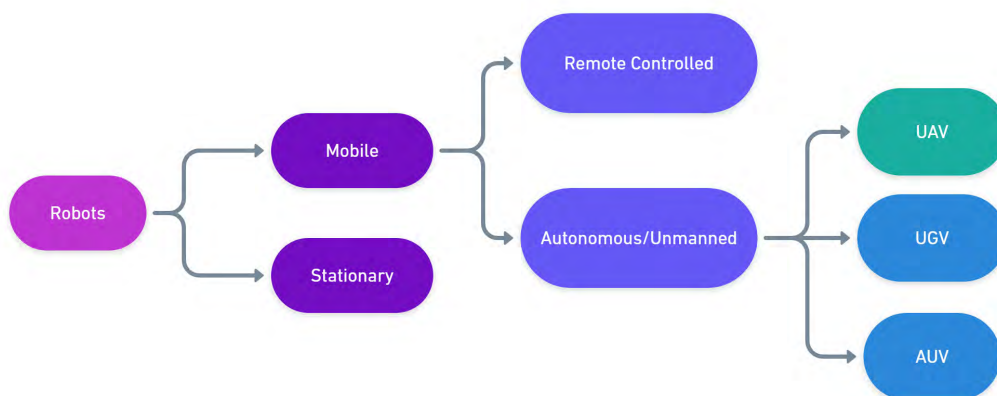 Robots
Mobile
Stationary
Remote Controlled
Autonomous/Unmanned
UAV
UGV
AUV